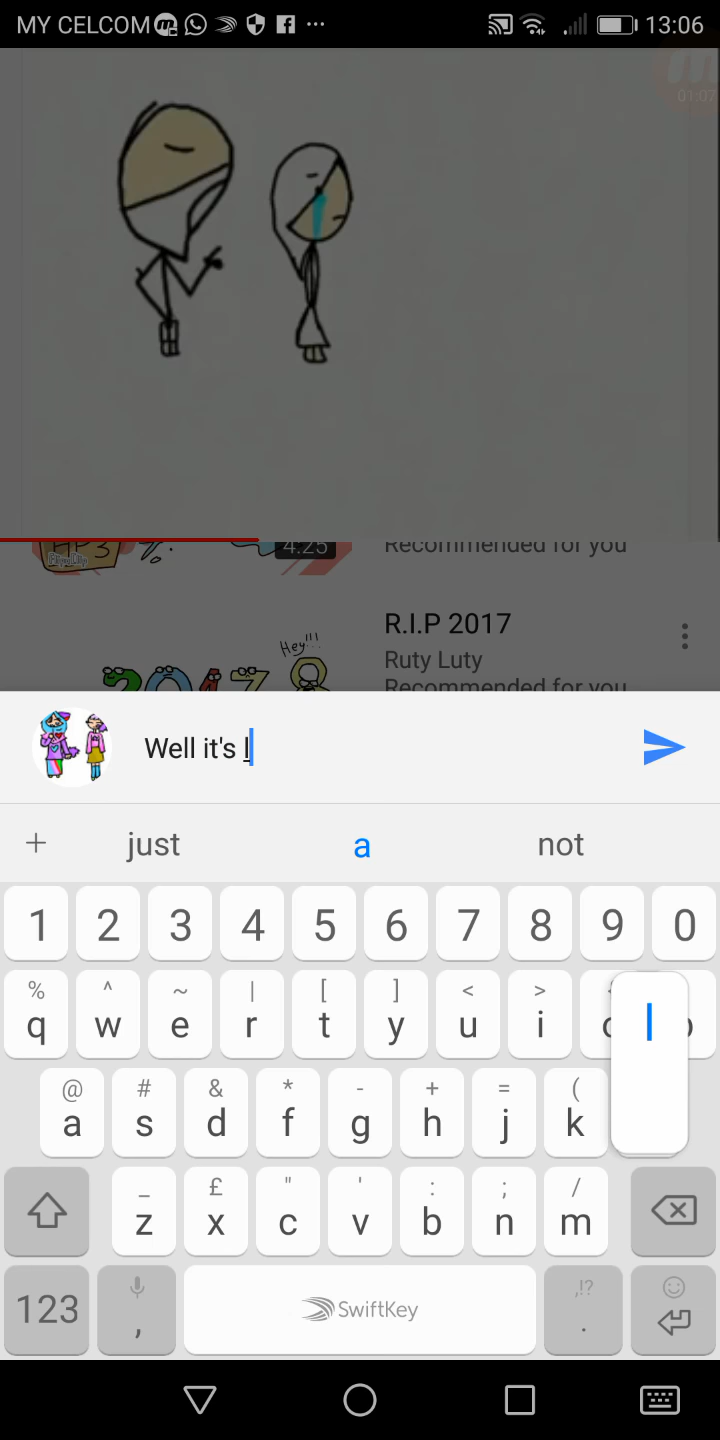 MY CELCOM 13:06
01:07
4:25
Recommended for you
Hey!!!
R.I.P 2017
Ruty Luty
Recommended for you
Well it's l
+ just a not
1 2 3 4 5 6 7 8 9 0
% ^ ~ | [ ] < >
q w e r t y u i l
@ # & * - + = (
a s d f g h j k
_ £ " ' : ; /
z x c v b n m
,!?
123 , SwiftKey .